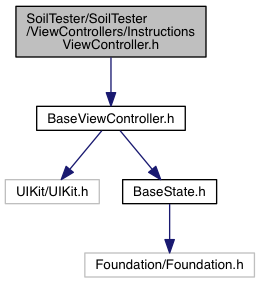 SoilTester/SoilTester
/ViewControllers/Instructions
ViewController.h
BaseViewController.h
UIKit/UIKit.h
BaseState.h
Foundation/Foundation.h